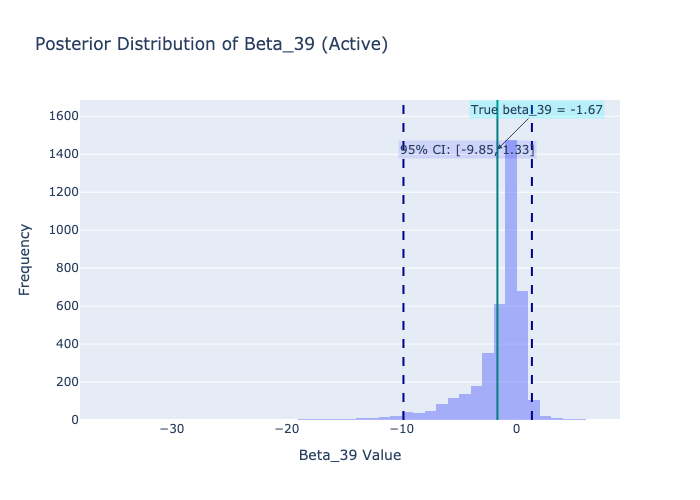 Posterior Distribution of Beta_39 (Active)
True beta_39 = -1.67
95% CI: [-9.85, 1.33]
1600
1400
1200
1000
800
600
400
200
0
Frequency
−30
−20
−10
0
Beta_39 Value